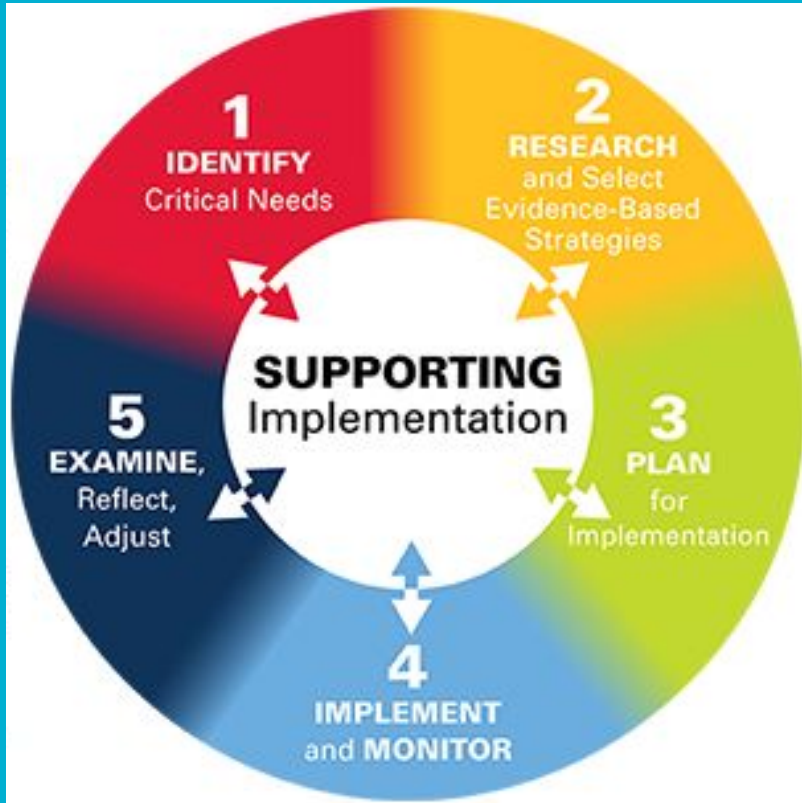 1
IDENTIFY
Critical Needs
2
RESEARCH
and Select
Evidence-Based
Strategies
3
PLAN
for
Implementation
4
IMPLEMENT
and MONITOR
5
EXAMINE,
Reflect,
Adjust
SUPPORTING
Implementation